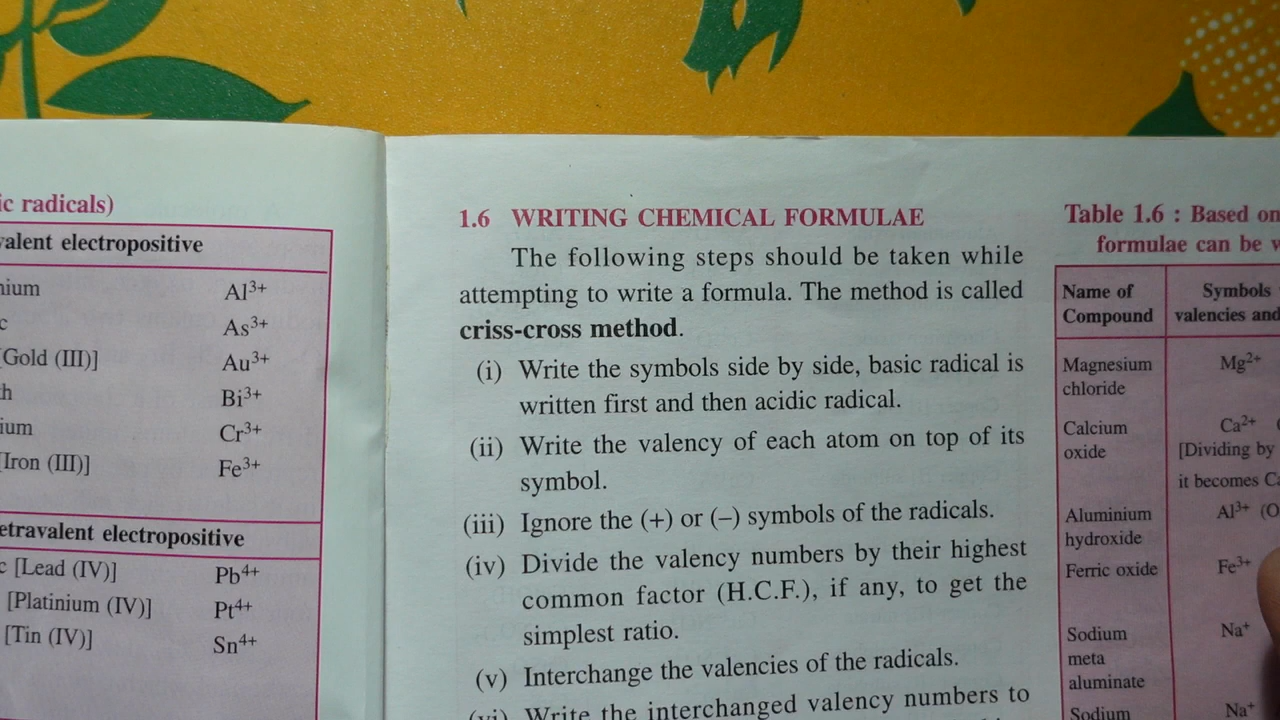 ic radicals)
valent electropositive
nium Al3+
c As3+
[Gold (III)] Au3+
th Bi3+
ium Cr3+
[Iron (III)] Fe3+
etravalent electropositive
c [Lead (IV)] Pb4+
[Platinium (IV)] Pt4+
[Tin (IV)] Sn4+
1.6 WRITING CHEMICAL FORMULAE
The following steps should be taken while
attempting to write a formula. The method is called
criss-cross method.
(i) Write the symbols side by side, basic radical is
written first and then acidic radical.
(ii) Write the valency of each atom on top of its
symbol.
(iii) Ignore the (+) or (–) symbols of the radicals.
(iv) Divide the valency numbers by their highest
common factor (H.C.F.), if any, to get the
simplest ratio.
(v) Interchange the valencies of the radicals.
(vi) Write the interchanged valency numbers to
Table 1.6 : Based on
formulae can be w
Name of Symbols
Compound valencies and
Magnesium Mg2+
chloride
Calcium Ca2+
oxide [Dividing by
it becomes Ca
Aluminium Al3+ (O
hydroxide
Ferric oxide Fe3+
Sodium Na+
meta
aluminate
Sodium Na+